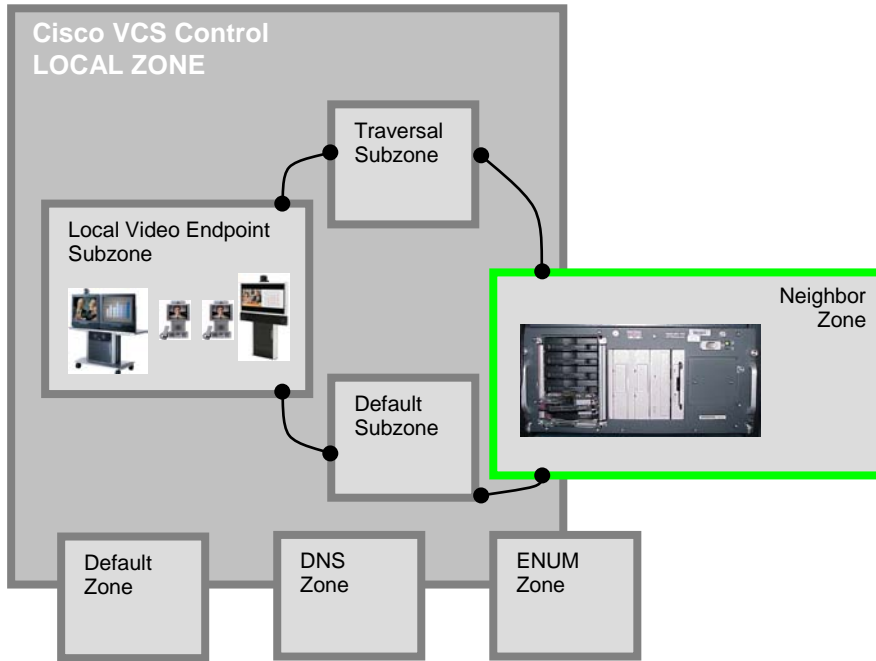 Cisco VCS Control
LOCAL ZONE
Traversal
Subzone
Local Video Endpoint
Subzone
Neighbor
Zone
Default
Subzone
Default
Zone
DNS
Zone
ENUM
Zone